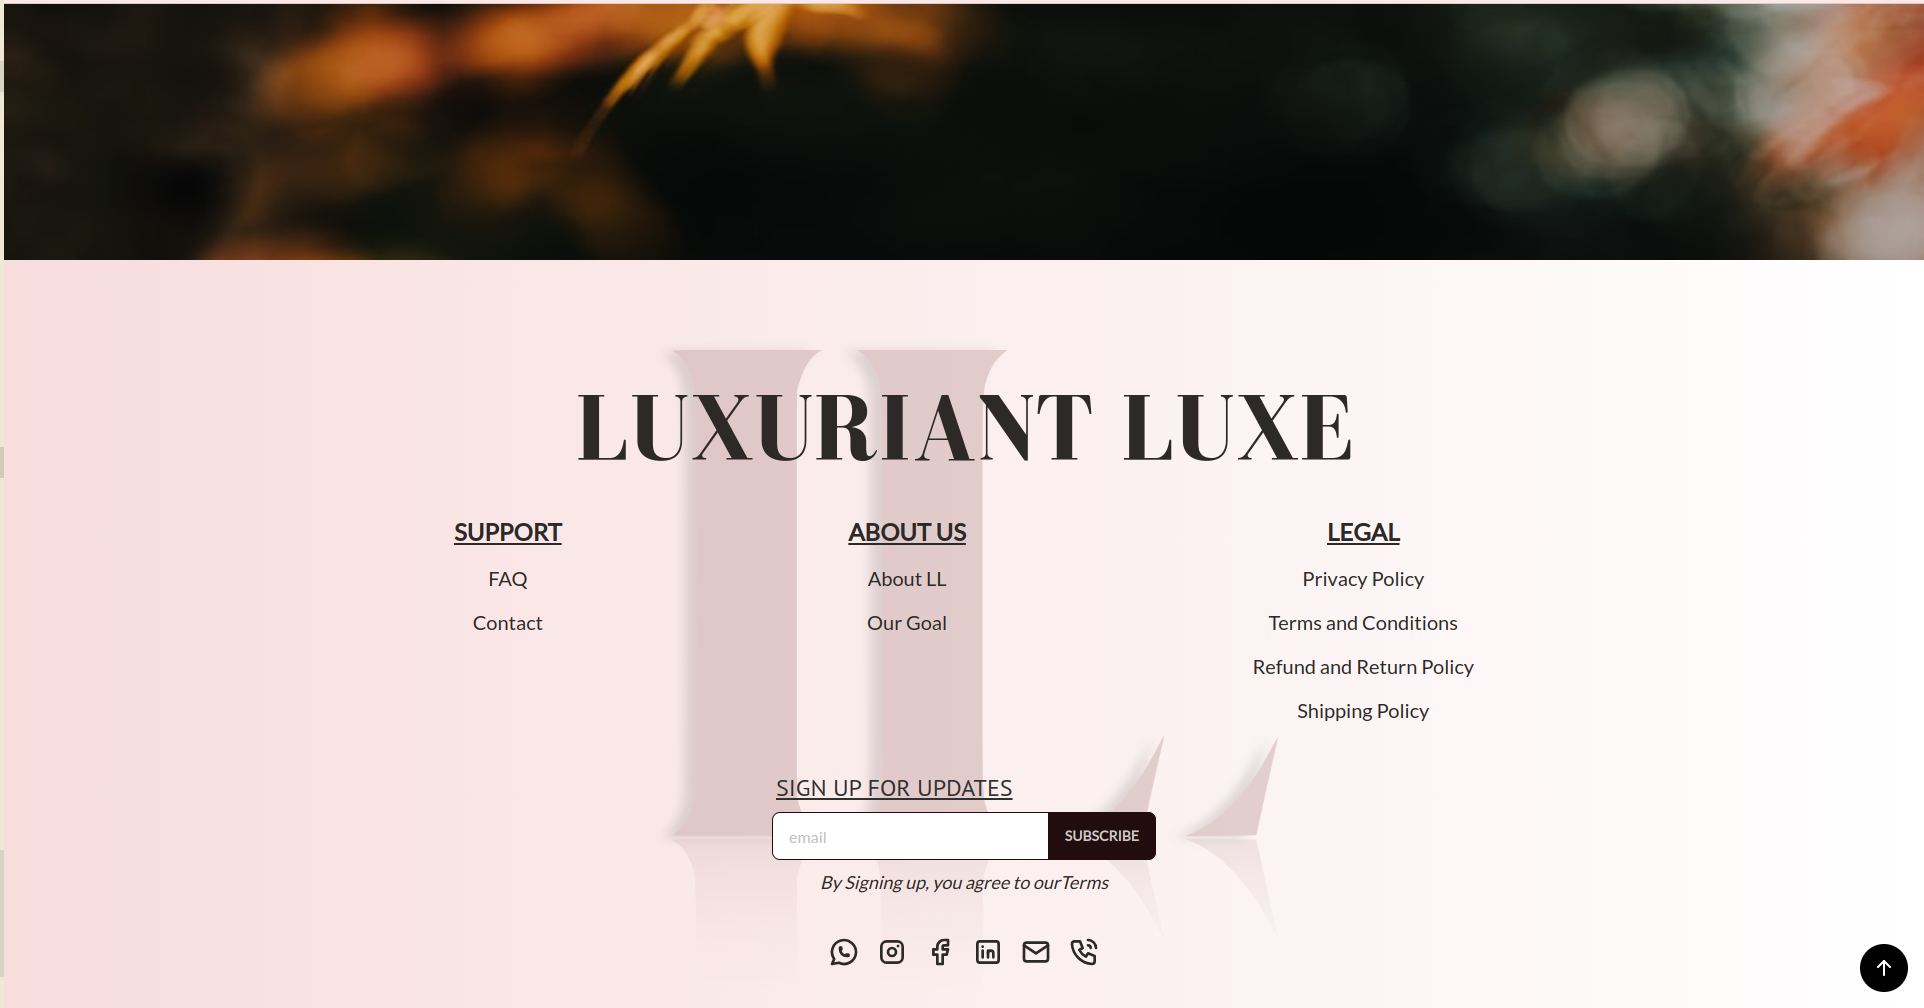 LUXURIANT LUXE
SUPPORT
FAQ
Contact
ABOUT US
About LL
Our Goal
LEGAL
Privacy Policy
Terms and Conditions
Refund and Return Policy
Shipping Policy
SIGN UP FOR UPDATES
email
SUBSCRIBE
By Signing up, you agree to ourTerms